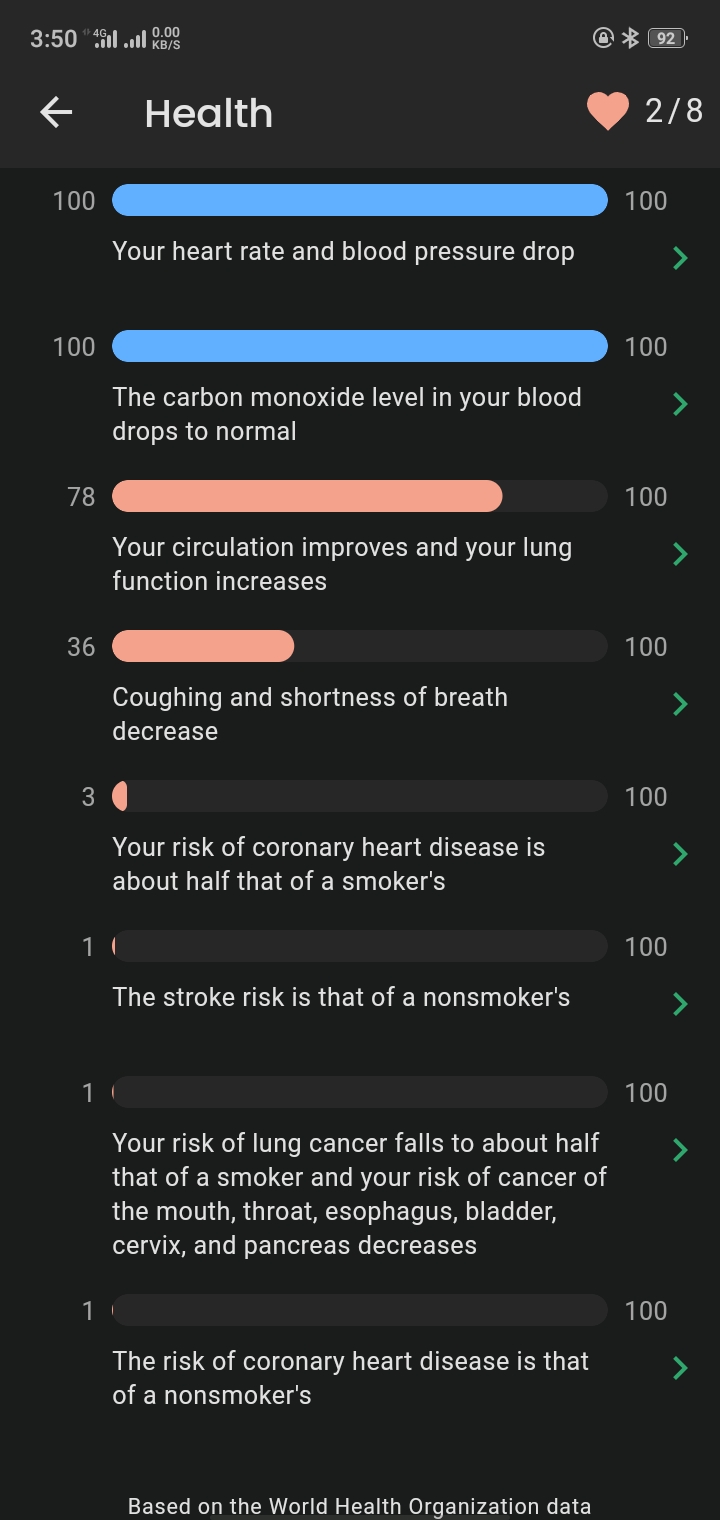 3:50 4G 0.00 KB/S 92
Health 2/8
100 100
Your heart rate and blood pressure drop
100 100
The carbon monoxide level in your blood
drops to normal
78 100
Your circulation improves and your lung
function increases
36 100
Coughing and shortness of breath
decrease
3 100
Your risk of coronary heart disease is
about half that of a smoker's
1 100
The stroke risk is that of a nonsmoker's
1 100
Your risk of lung cancer falls to about half
that of a smoker and your risk of cancer of
the mouth, throat, esophagus, bladder,
cervix, and pancreas decreases
1 100
The risk of coronary heart disease is that
of a nonsmoker's
Based on the World Health Organization data